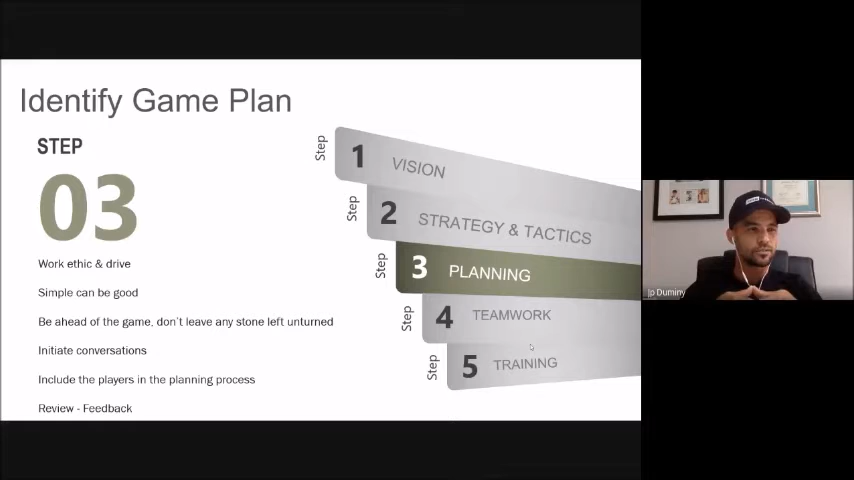 Identify Game Plan
STEP
03
Work ethic & drive
Simple can be good
Be ahead of the game, don't leave any stone left unturned
Initiate conversations
Include the players in the planning process
Review - Feedback
Step 1 VISION
Step 2 STRATEGY & TACTICS
Step 3 PLANNING
Step 4 TEAMWORK
Step 5 TRAINING
Jp Duminy